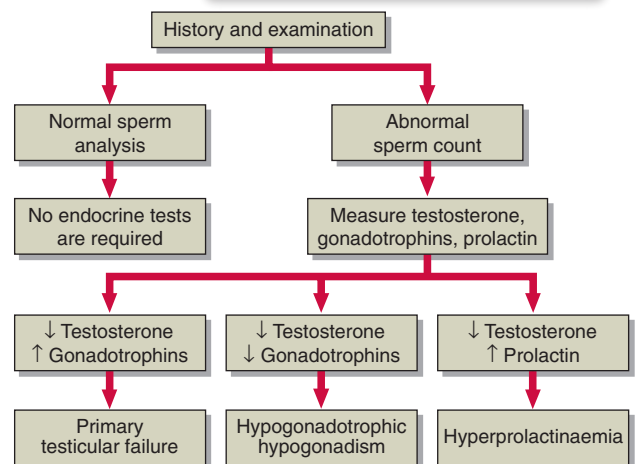 History and examination
Normal sperm
analysis
Abnormal
sperm count
No endocrine tests
are required
Measure testosterone,
gonadotrophins, prolactin
↓ Testosterone
↑ Gonadotrophins
↓ Testosterone
↓ Gonadotrophins
↓ Testosterone
↑ Prolactin
Primary
testicular failure
Hypogonadotrophic
hypogonadism
Hyperprolactinaemia